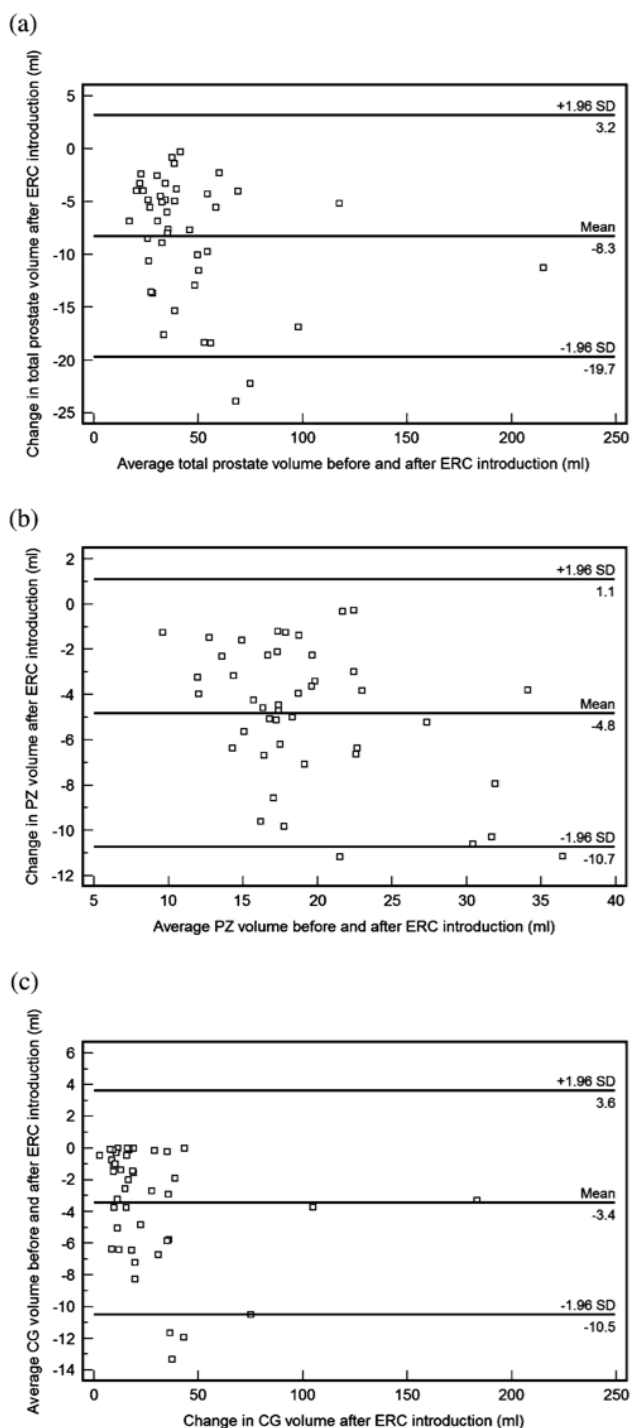 (a)
Change in total prostate volume after ERC introduction (ml)
5
0
-5
-10
-15
-20
-25
+1.96 SD
3.2
Mean
-8.3
-1.96 SD
-19.7
0 50 100 150 200 250
Average total prostate volume before and after ERC introduction (ml)
(b)
Change in PZ volume after ERC introduction (ml)
2
0
-2
-4
-6
-8
-10
-12
+1.96 SD
1.1
Mean
-4.8
-1.96 SD
-10.7
5 10 15 20 25 30 35 40
Average PZ volume before and after ERC introduction (ml)
(c)
Average CG volume before and after ERC introduction (ml)
6
4
2
0
-2
-4
-6
-8
-10
-12
-14
+1.96 SD
3.6
Mean
-3.4
-1.96 SD
-10.5
0 50 100 150 200 250
Change in CG volume after ERC introduction (ml)